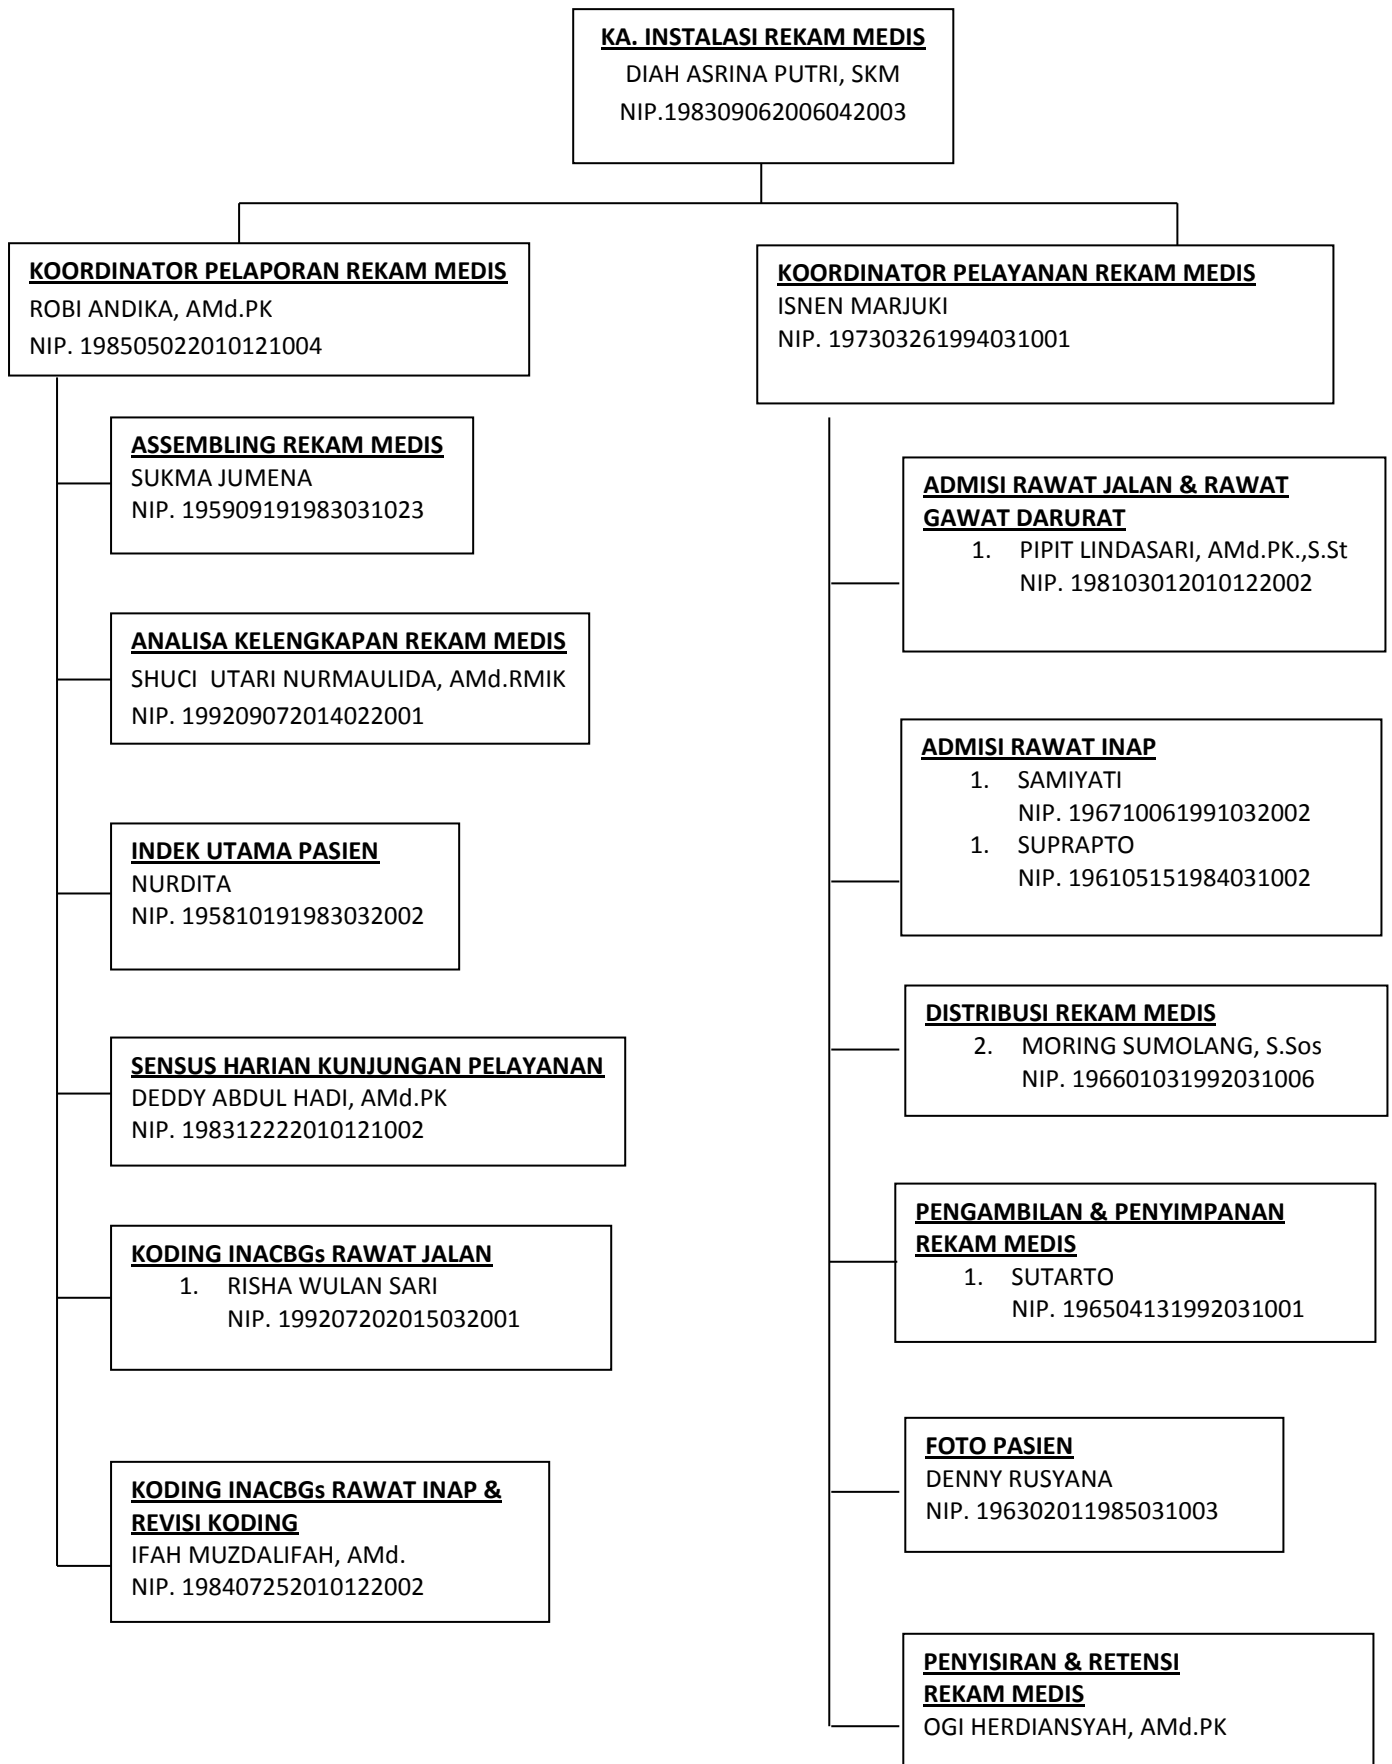 KA. INSTALASI REKAM MEDIS
DIAH ASRINA PUTRI, SKM
NIP.198309062006042003
KOORDINATOR PELAPORAN REKAM MEDIS
ROBI ANDIKA, AMd.PK
NIP. 198505022010121004
ASSEMBLING REKAM MEDIS
SUKMA JUMENA
NIP. 195909191983031023
ANALISA KELENGKAPAN REKAM MEDIS
SHUCI  UTARI NURMAULIDA, AMd.RMIK
NIP. 199209072014022001
INDEK UTAMA PASIEN
NURDITA
NIP. 195810191983032002
SENSUS HARIAN KUNJUNGAN PELAYANAN
DEDDY ABDUL HADI, AMd.PK
NIP. 198312222010121002
KODING INACBGs RAWAT JALAN
1. RISHA WULAN SARI
NIP. 199207202015032001
KODING INACBGs RAWAT INAP &
REVISI KODING
IFAH MUZDALIFAH, AMd.
NIP. 198407252010122002
KOORDINATOR PELAYANAN REKAM MEDIS
ISNEN MARJUKI
NIP. 197303261994031001
ADMISI RAWAT JALAN & RAWAT
GAWAT DARURAT
1. PIPIT LINDASARI, AMd.PK.,S.St
NIP. 198103012010122002
ADMISI RAWAT INAP
1. SAMIYATI
NIP. 196710061991032002
1. SUPRAPTO
NIP. 196105151984031002
DISTRIBUSI REKAM MEDIS
2. MORING SUMOLANG, S.Sos
NIP. 196601031992031006
PENGAMBILAN & PENYIMPANAN
REKAM MEDIS
1. SUTARTO
NIP. 196504131992031001
FOTO PASIEN
DENNY RUSYANA
NIP. 196302011985031003
PENYISIRAN & RETENSI
REKAM MEDIS
OGI HERDIANSYAH, AMd.PK